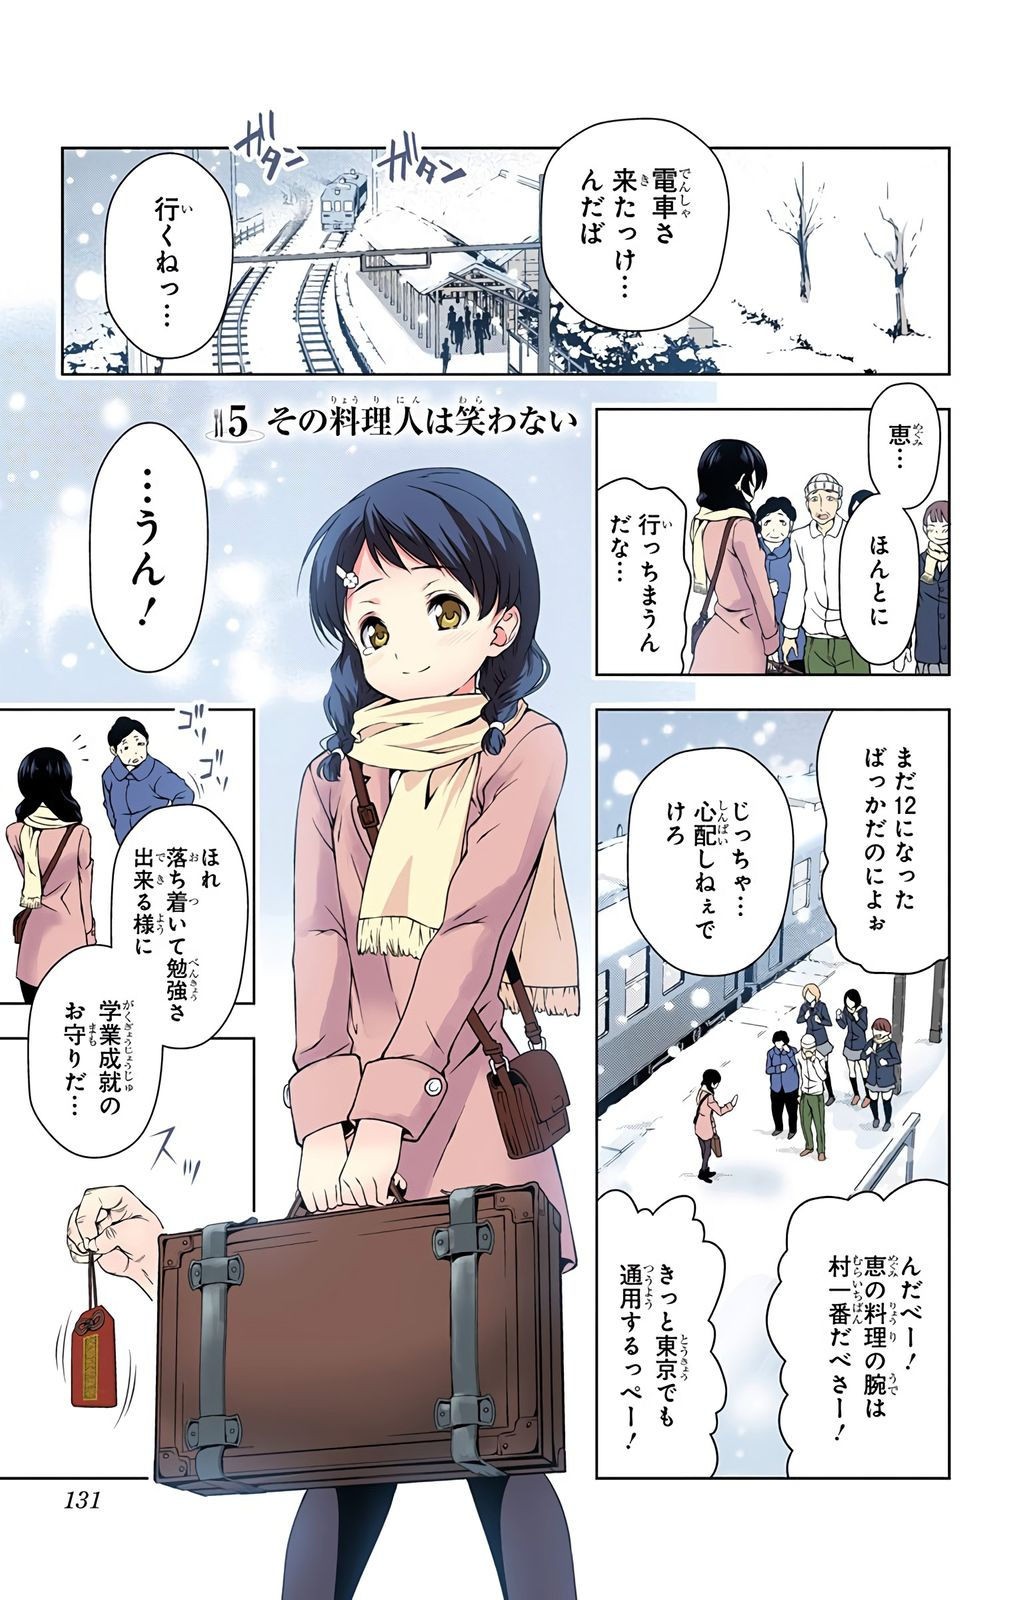 電車さ
来たっけ…
んだば
ガタン
ガタン
行くねっ…
5 その料理人は笑わない
恵…
ほんとに
行っちまうん
だな…
…うん！
まだ12になった
ばっかだのによぉ
じっちゃ…
心配しねぇで
けろ
んだべー！
恵の料理の腕は
村一番だべさー！
きっと東京でも
通用するっぺー！
ゴソ
ゴソ
ほれ
落ち着いて勉強さ
出来る様に
学業成就の
お守りだ…
スッ
131